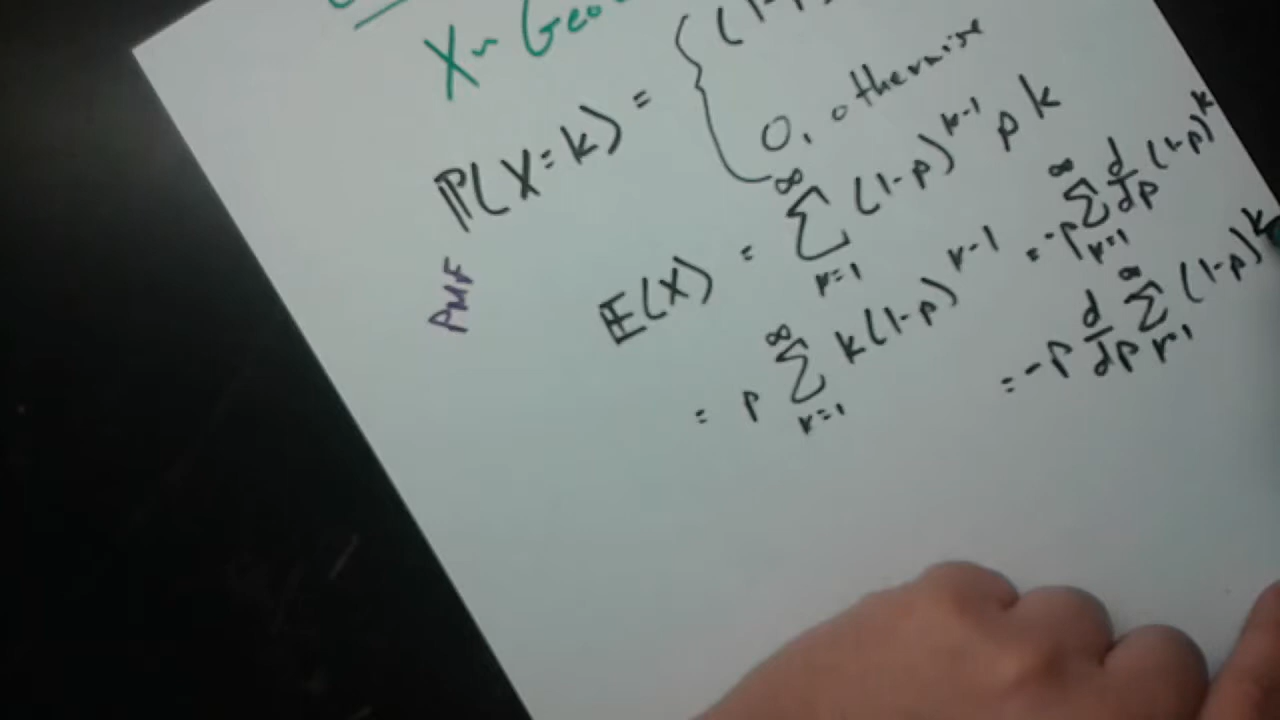 X ~ Geo
P(X=k) = { (1-p
0, otherwise
PMF
E(X) = ∑_{k=1}^{∞} (1-p)^{k-1} p k
= p ∑_{k=1}^{∞} k(1-p)^{k-1} = -p ∑_{k=1}^{∞} d/dp (1-p)^k
= -p d/dp ∑_{k=1}^{∞} (1-p)^k